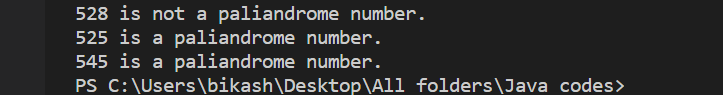 528 is not a paliandrome number.
525 is a paliandrome number.
545 is a paliandrome number.
PS C:\Users\bikash\Desktop\All folders\Java codes>